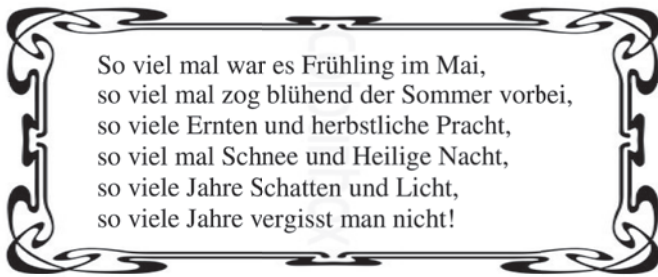 So viel mal war es Frühling im Mai,
so viel mal zog blühend der Sommer vorbei,
so viele Ernten und herbstliche Pracht,
so viel mal Schnee und Heilige Nacht,
so viele Jahre Schatten und Licht,
so viele Jahre vergisst man nicht!